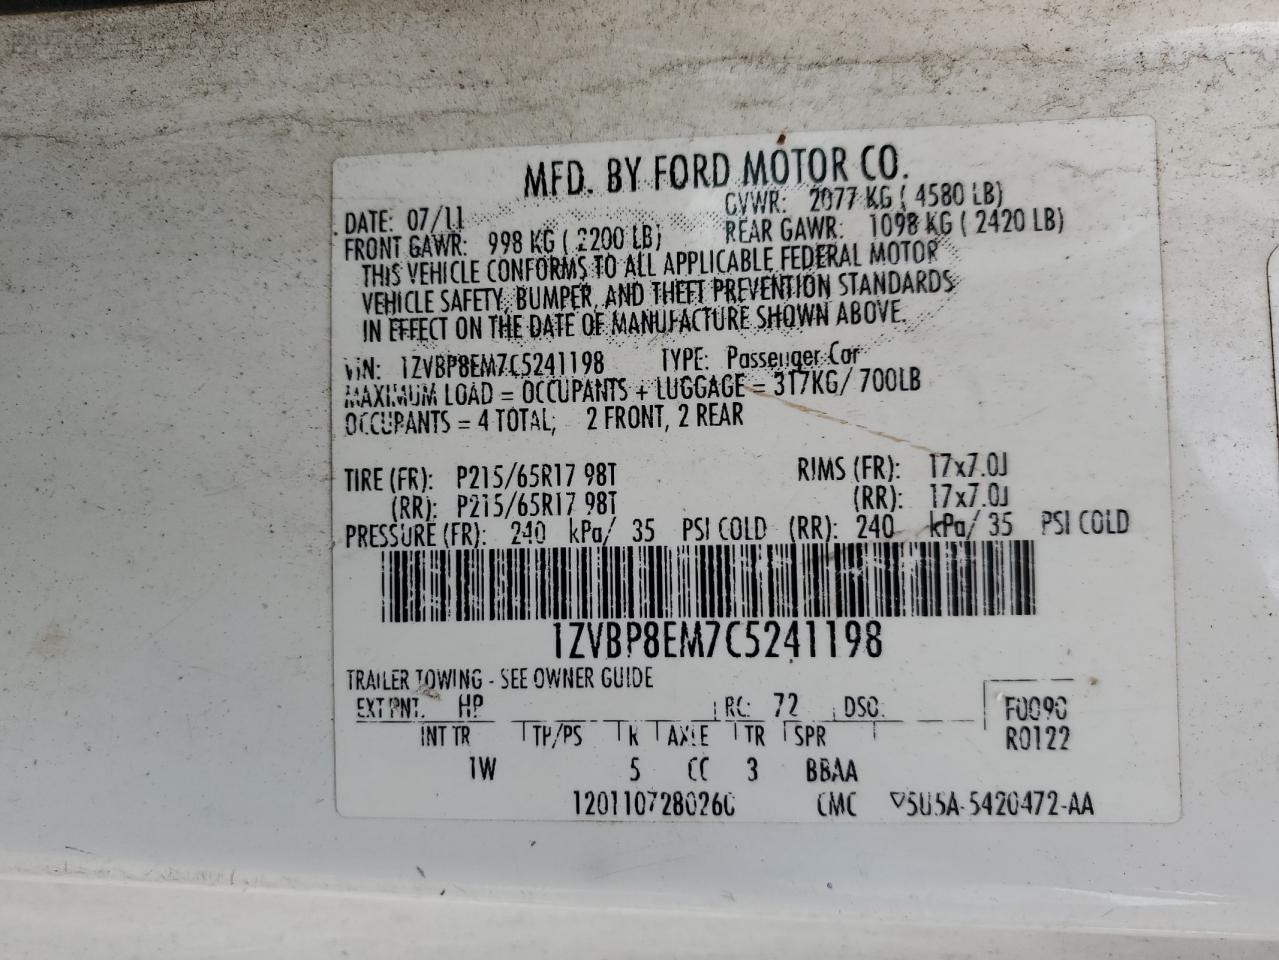 MFD. BY FORD MOTOR CO.
DATE: 07/11 GVWR: 2077 KG ( 4580 LB)
FRONT GAWR: 998 KG ( 2200 LB) REAR GAWR: 1098 KG ( 2420 LB)
THIS VEHICLE CONFORMS TO ALL APPLICABLE FEDERAL MOTOR
VEHICLE SAFETY, BUMPER, AND THEFT PREVENTION STANDARDS
IN EFFECT ON THE DATE OF MANUFACTURE SHOWN ABOVE.
VIN: 1ZVBP8EM7C5241198 TYPE: Passenger Car
MAXIMUM LOAD = OCCUPANTS + LUGGAGE = 317KG/ 700LB
OCCUPANTS = 4 TOTAL; 2 FRONT, 2 REAR
TIRE (FR): P215/65R17 98T RIMS (FR): 17x7.0J
(RR): P215/65R17 98T (RR): 17x7.0J
PRESSURE (FR): 240 kPa/ 35 PSI COLD (RR): 240 kPa/ 35 PSI COLD
1ZVBP8EM7C5241198
TRAILER TOWING - SEE OWNER GUIDE
EXT PNT: HP RC: 72 DSO: F0090
INT TR TP/PS R AXLE TR SPR R0122
1W 5 CC 3 BBAA
1201107280260 CMC ▽5U5A-5420472-AA